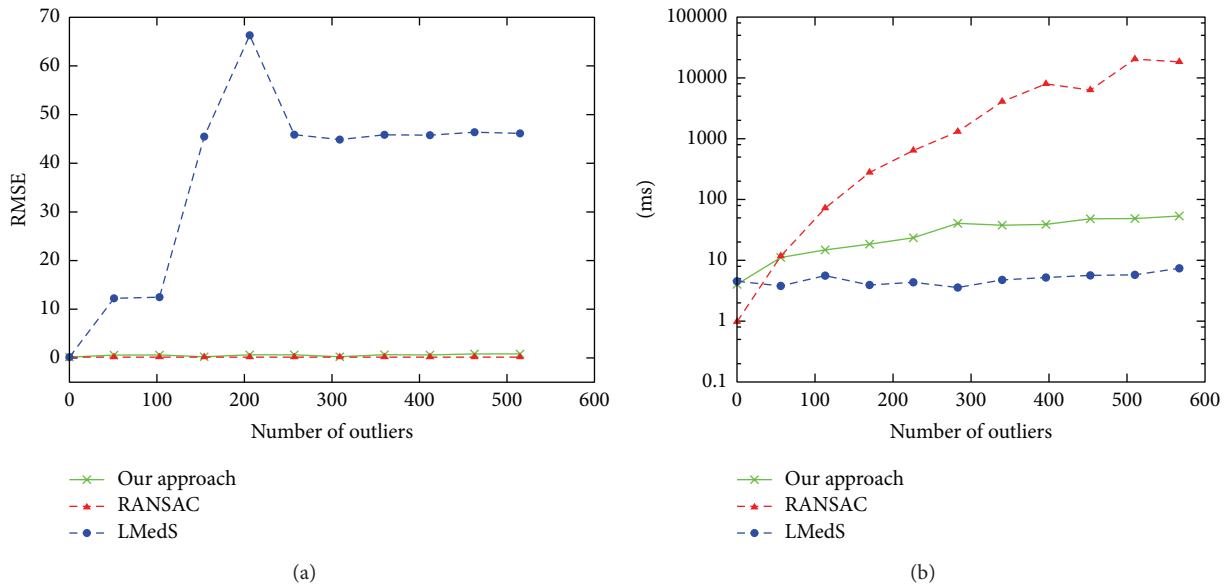 70
60
50
40
30
20
10
0
RMSE
0 100 200 300 400 500 600
Number of outliers
Our approach
RANSAC
LMedS
(a)
100000
10000
1000
100
10
1
0.1
(ms)
0 100 200 300 400 500 600
Number of outliers
Our approach
RANSAC
LMedS
(b)